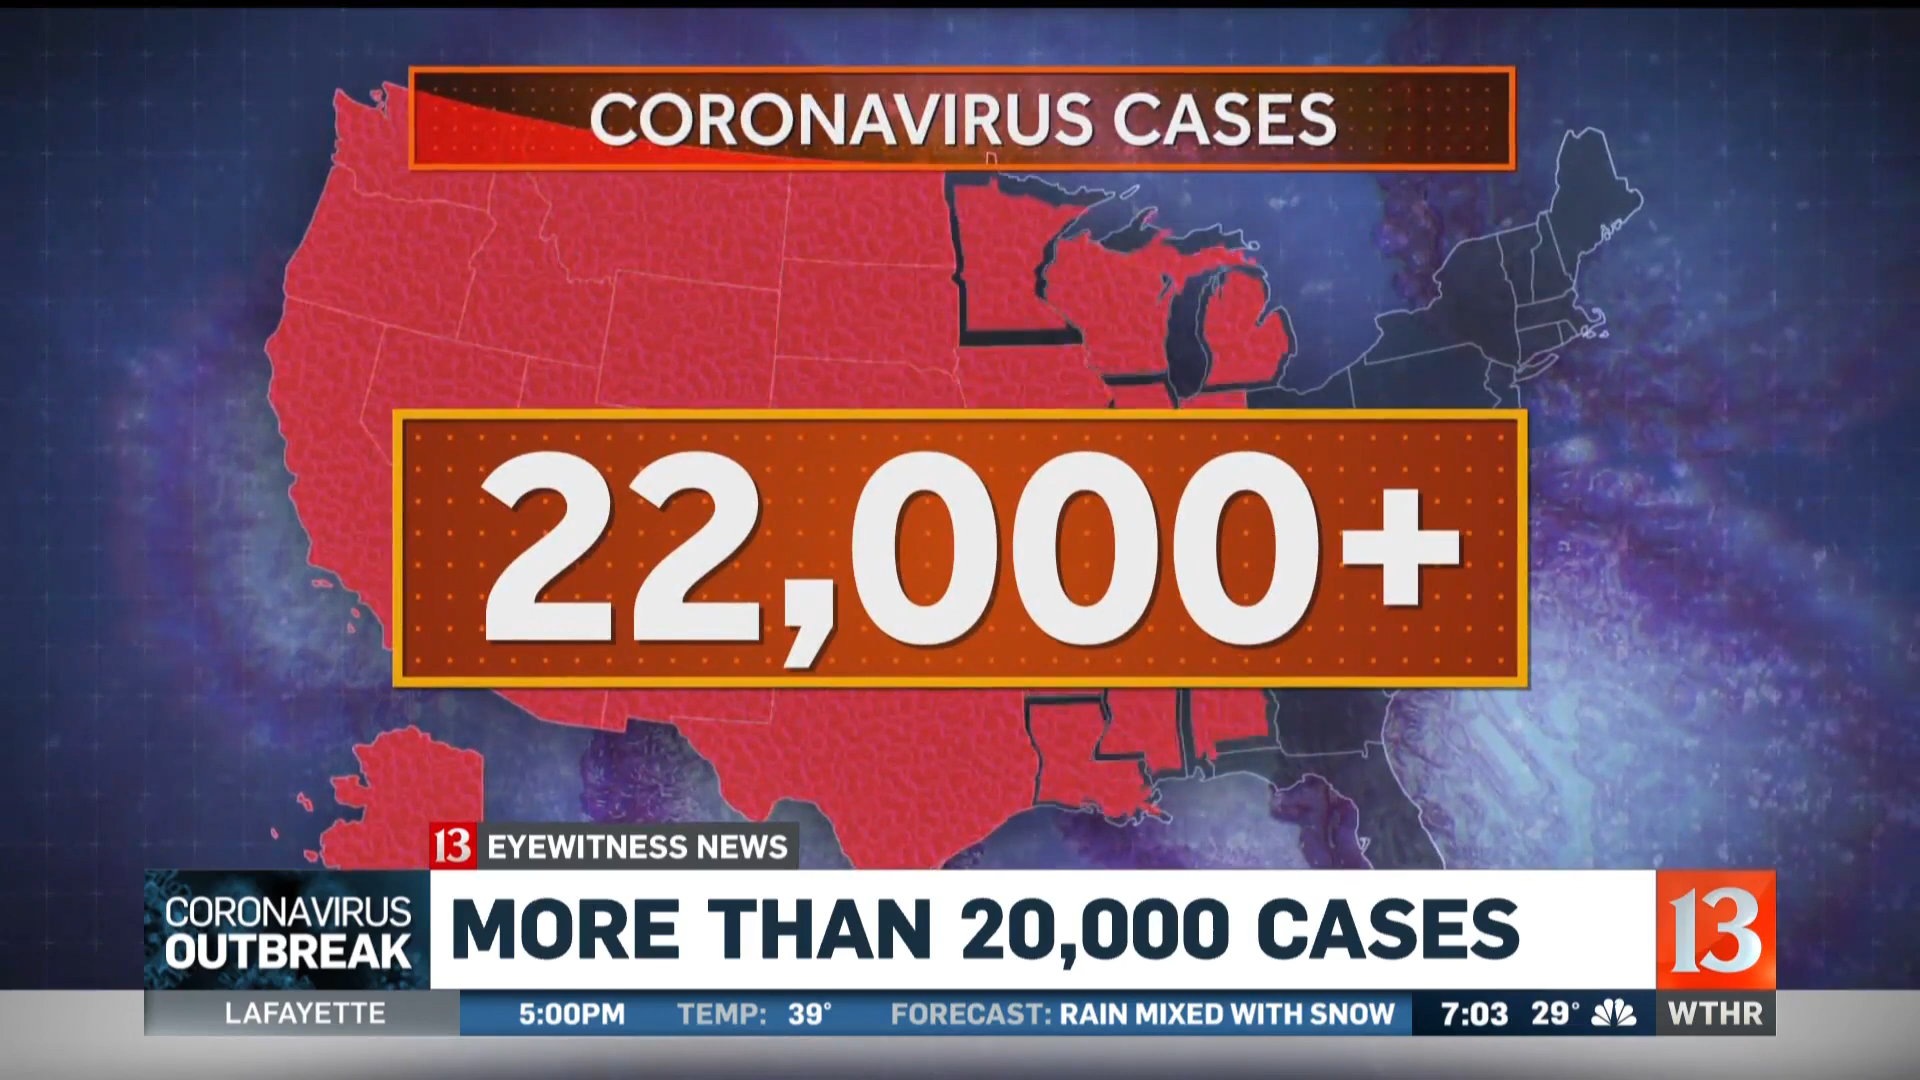 CORONAVIRUS CASES
22,000+
13 EYEWITNESS NEWS
CORONAVIRUS
OUTBREAK
MORE THAN 20,000 CASES
13
LAFAYETTE
5:00PM TEMP: 39° FORECAST: RAIN MIXED WITH SNOW
7:03 29°
WTHR